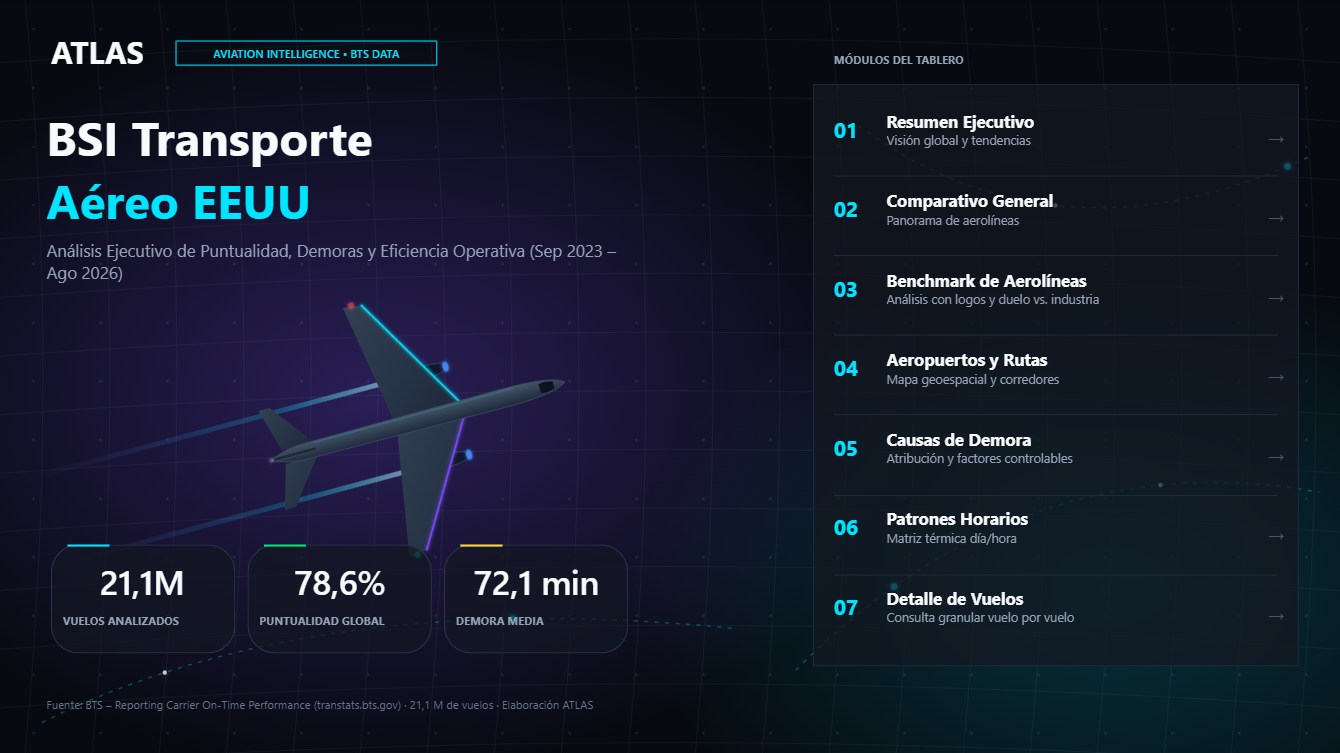 ATLAS
AVIATION INTELLIGENCE • BTS DATA
BSI Transporte
Aéreo EEUU
Análisis Ejecutivo de Puntualidad, Demoras y Eficiencia Operativa (Sep 2023 –
Ago 2026)
21,1M
VUELOS ANALIZADOS
78,6%
PUNTUALIDAD GLOBAL
72,1 min
DEMORA MEDIA
Fuente: BTS – Reporting Carrier On-Time Performance (transtats.bts.gov) · 21,1 M de vuelos · Elaboración ATLAS
MÓDULOS DEL TABLERO
01
Resumen Ejecutivo
Visión global y tendencias
→
02
Comparativo General
Panorama de aerolíneas
→
03
Benchmark de Aerolíneas
Análisis con logos y duelo vs. industria
→
04
Aeropuertos y Rutas
Mapa geoespacial y corredores
→
05
Causas de Demora
Atribución y factores controlables
→
06
Patrones Horarios
Matriz térmica día/hora
→
07
Detalle de Vuelos
Consulta granular vuelo por vuelo
→